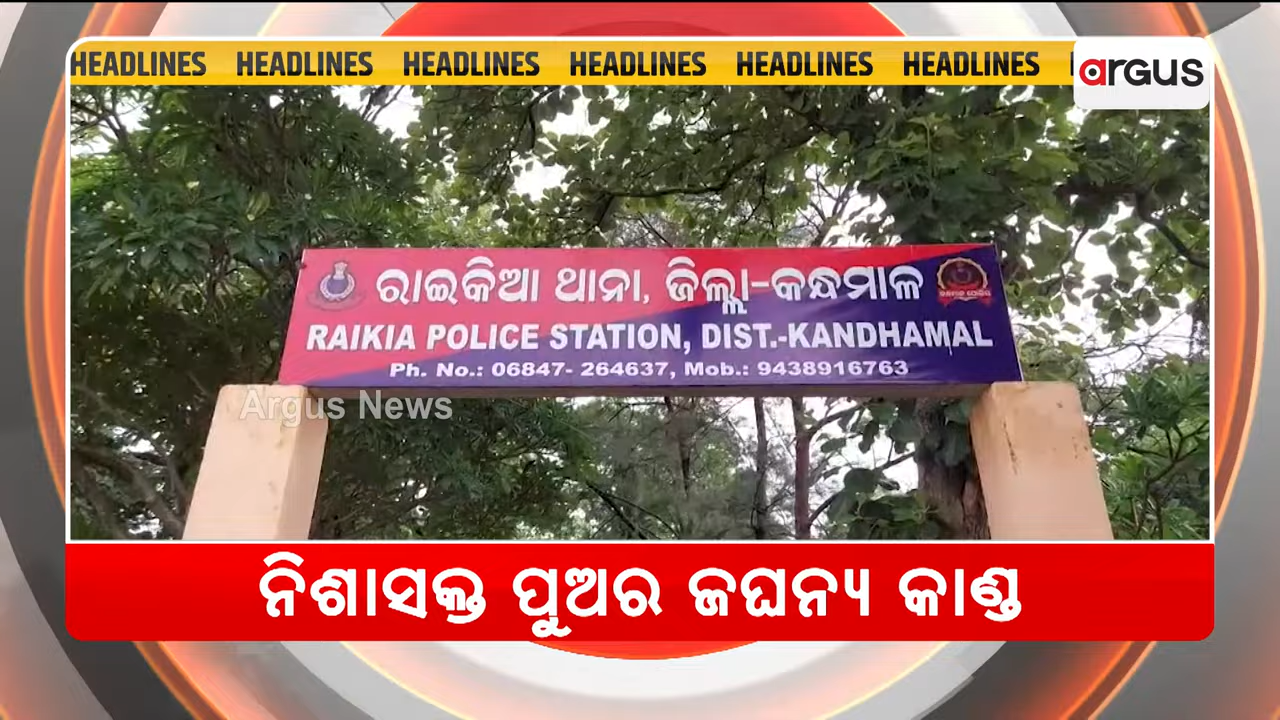 HEADLINES HEADLINES HEADLINES HEADLINES HEADLINES HEADLINES
argus
ରାଇକିଆ ଥାନା, ଜିଲ୍ଲା-କନ୍ଧମାଳ
RAIKIA POLICE STATION, DIST.-KANDHAMAL
Ph. No.: 06847- 264637, Mob.: 9438916763
Argus News
ନିଶାସକ୍ତ ପୁଅର ଜଘନ୍ୟ କାଣ୍ଡ